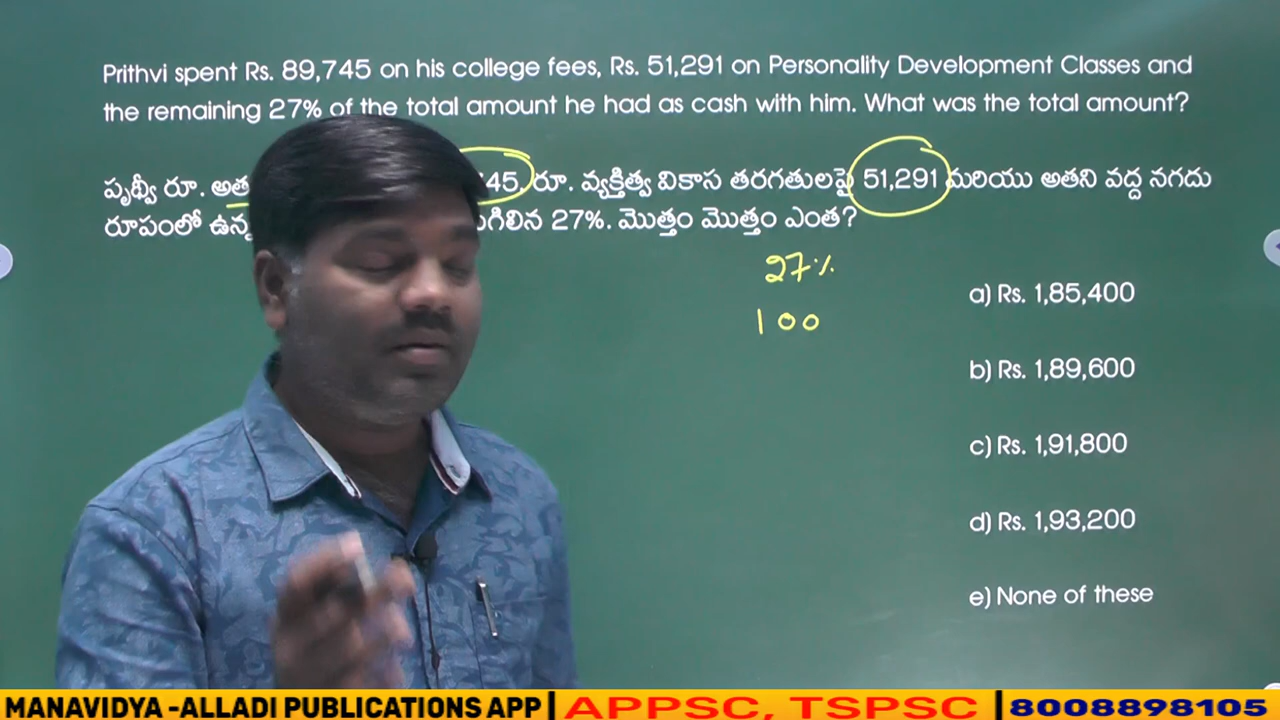 Prithvi spent Rs. 89,745 on his college fees, Rs. 51,291 on Personality Development Classes and
the remaining 27% of the total amount he had as cash with him. What was the total amount?
పృథ్వీ రూ. 45, రూ. వ్యక్తిత్వ వికాస తరగతులపై 51,291 మరియు అతని వద్ద నగదు
రూపంలో 27%. మొత్తం మొత్తం ఎంత?
27%
100
a) Rs. 1,85,400
b) Rs. 1,89,600
c) Rs. 1,91,800
d) Rs. 1,93,200
e) None of these
MANAVIDYA -ALLADI PUBLICATIONS APP | APPSC, TSPSC | 8008898105